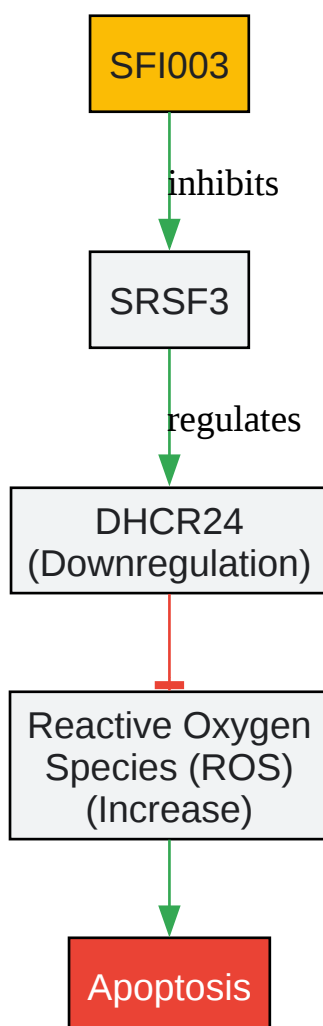 SFI003
inhibits
SRSF3
regulates
DHCR24
(Downregulation)
Reactive Oxygen
Species (ROS)
(Increase)
Apoptosis